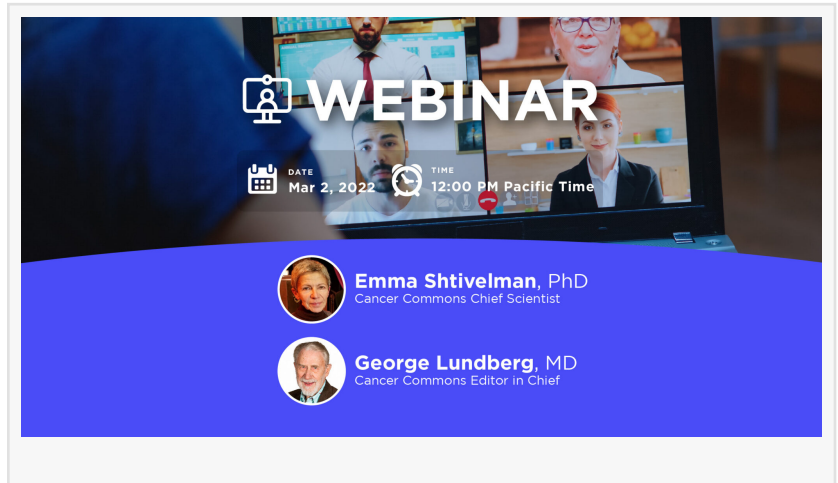 WEBINAR
DATE
Mar 2, 2022
TIME
12:00 PM Pacific Time
Emma Shtivelman, PhD
Cancer Commons Chief Scientist
George Lundberg, MD
Cancer Commons Editor in Chief